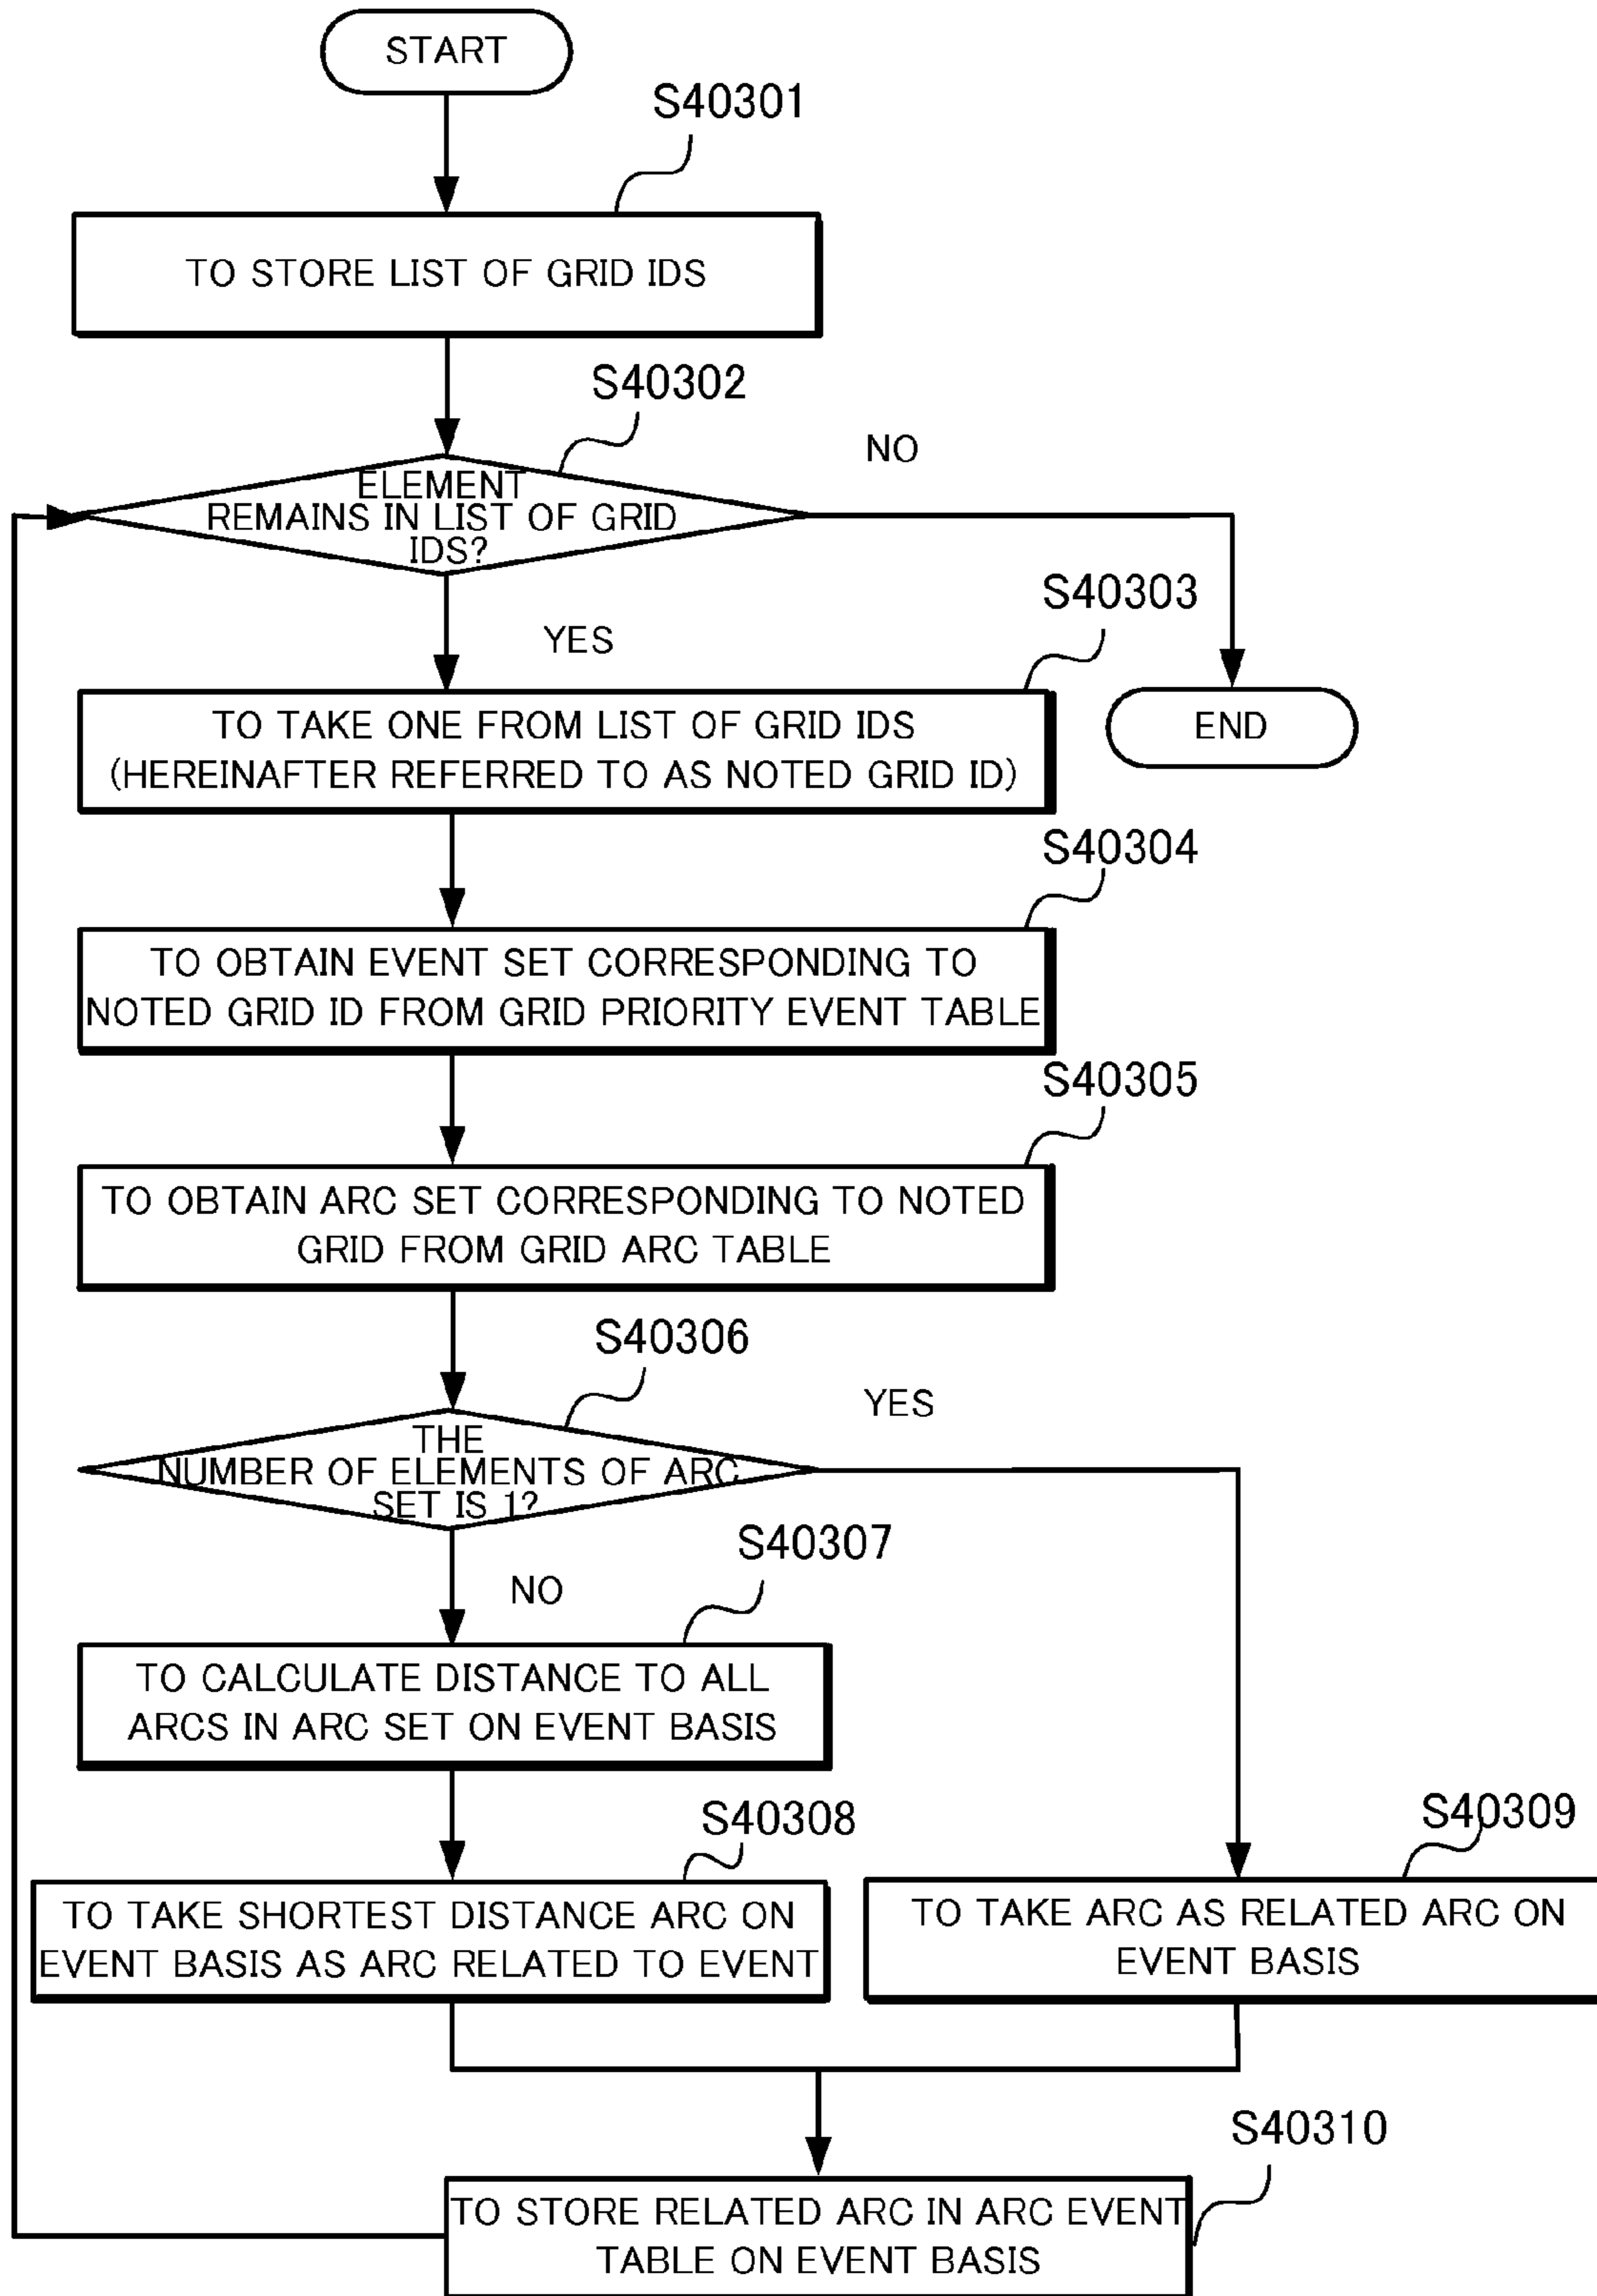 START
S40301
TO STORE LIST OF GRID IDS
S40302
NO
ELEMENT
REMAINS IN LIST OF GRID
IDS?
S40303
YES
TO TAKE ONE FROM LIST OF GRID IDS
(HEREINAFTER REFERRED TO AS NOTED GRID ID)
END
S40304
TO OBTAIN EVENT SET CORRESPONDING TO
NOTED GRID ID FROM GRID PRIORITY EVENT TABLE
S40305
TO OBTAIN ARC SET CORRESPONDING TO NOTED
GRID FROM GRID ARC TABLE
S40306
YES
THE
NUMBER OF ELEMENTS OF ARC
SET IS 1?
S40307
NO
TO CALCULATE DISTANCE TO ALL
ARCS IN ARC SET ON EVENT BASIS
S40308
S40309
TO TAKE SHORTEST DISTANCE ARC ON
EVENT BASIS AS ARC RELATED TO EVENT
TO TAKE ARC AS RELATED ARC ON
EVENT BASIS
S40310
TO STORE RELATED ARC IN ARC EVENT
TABLE ON EVENT BASIS